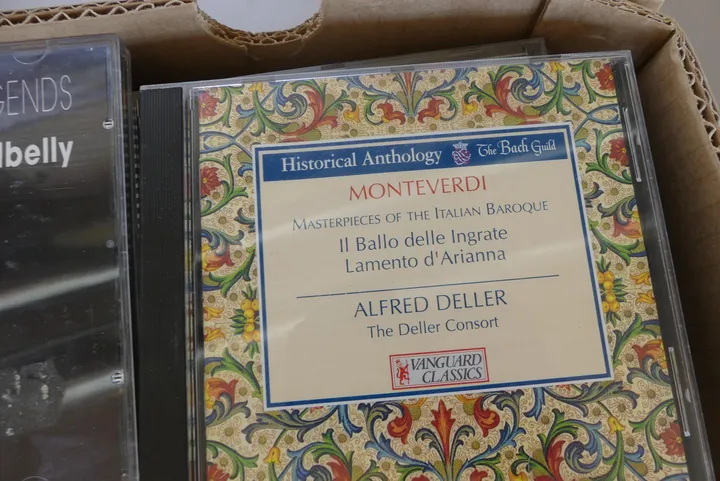 GENDS
dbelly
Historical Anthology The Bach Guild
MONTEVERDI
MASTERPIECES OF THE ITALIAN BAROQUE
Il Ballo delle Ingrate
Lamento d'Arianna
ALFRED DELLER
The Deller Consort
VANGUARD
CLASSICS